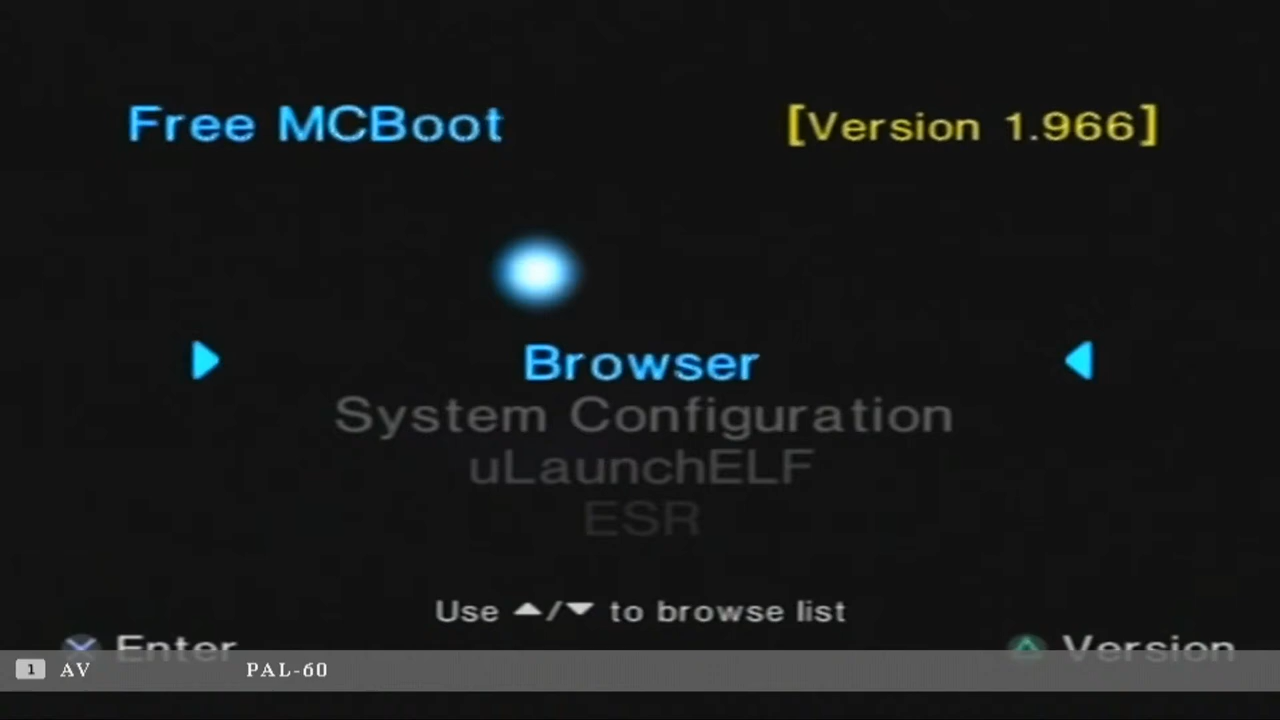 Free MCBoot [Version 1.966]
Browser
System Configuration
uLaunchELF
ESR
Use ▲/▼ to browse list
Enter Version
1 AV PAL-60